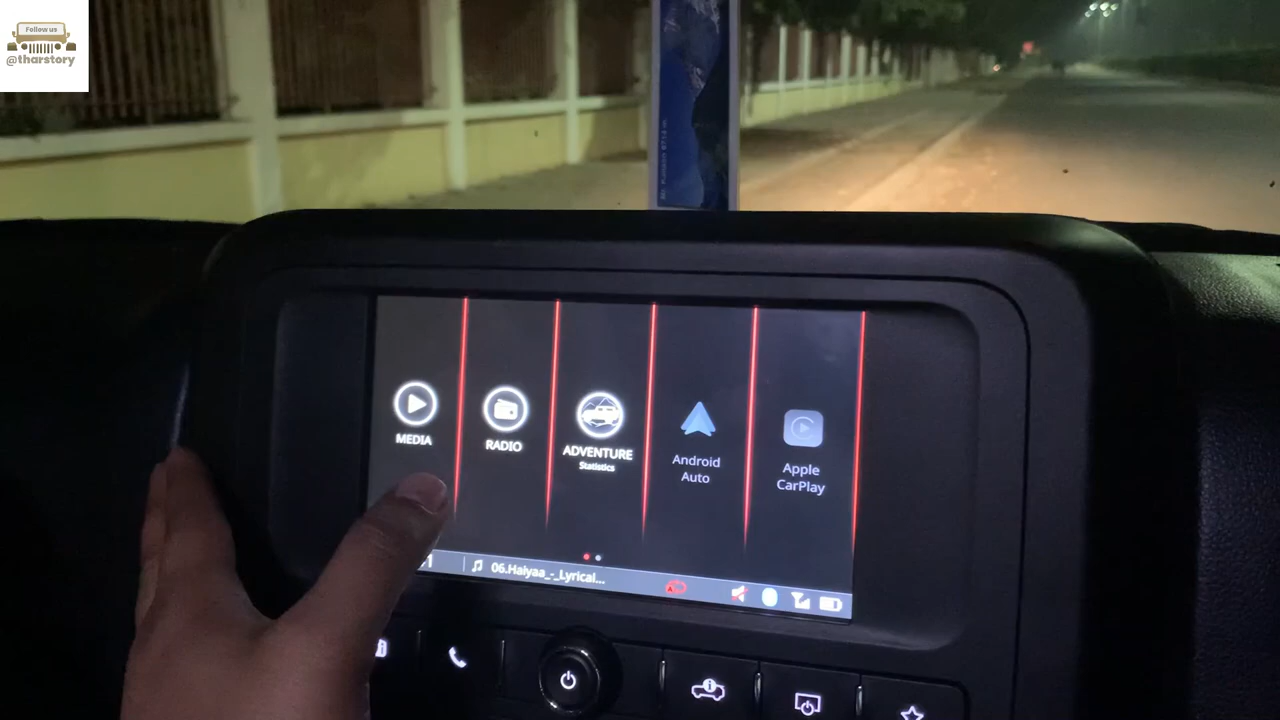 Follow us
@tharstory
MEDIA
RADIO
ADVENTURE
Statistics
Android
Auto
Apple
CarPlay
06.Haiyaa_-_Lyrical...